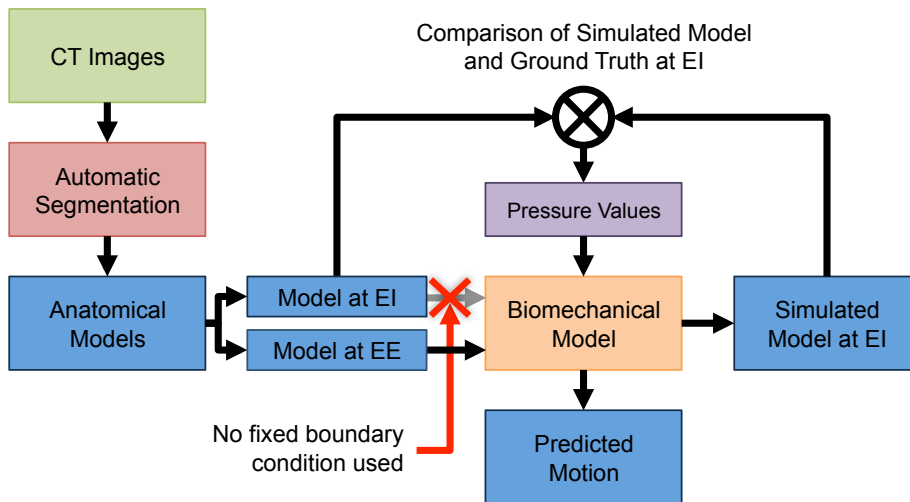 CT Images
Comparison of Simulated Model
and Ground Truth at EI
Automatic
Segmentation
Pressure Values
Anatomical
Models
Model at EI
Model at EE
Biomechanical
Model
Simulated
Model at EI
No fixed boundary
condition used
Predicted
Motion